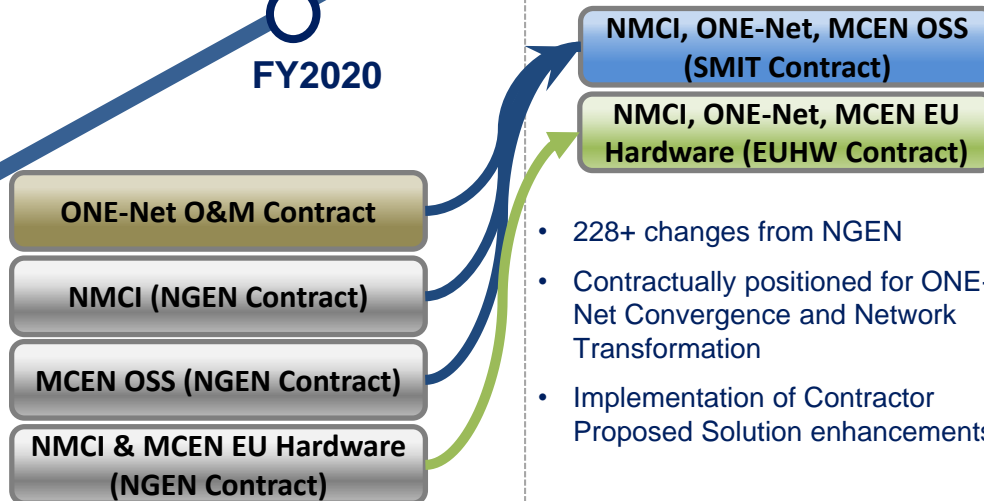 FY2020
ONE-Net O&M Contract
NMCI (NGEN Contract)
MCEN OSS (NGEN Contract)
NMCI & MCEN EU Hardware
(NGEN Contract)
NMCI, ONE-Net, MCEN OSS
(SMIT Contract)
NMCI, ONE-Net, MCEN EU
Hardware (EUHW Contract)
• 228+ changes from NGEN
• Contractually positioned for ONE-
Net Convergence and Network
Transformation
• Implementation of Contractor
Proposed Solution enhancements